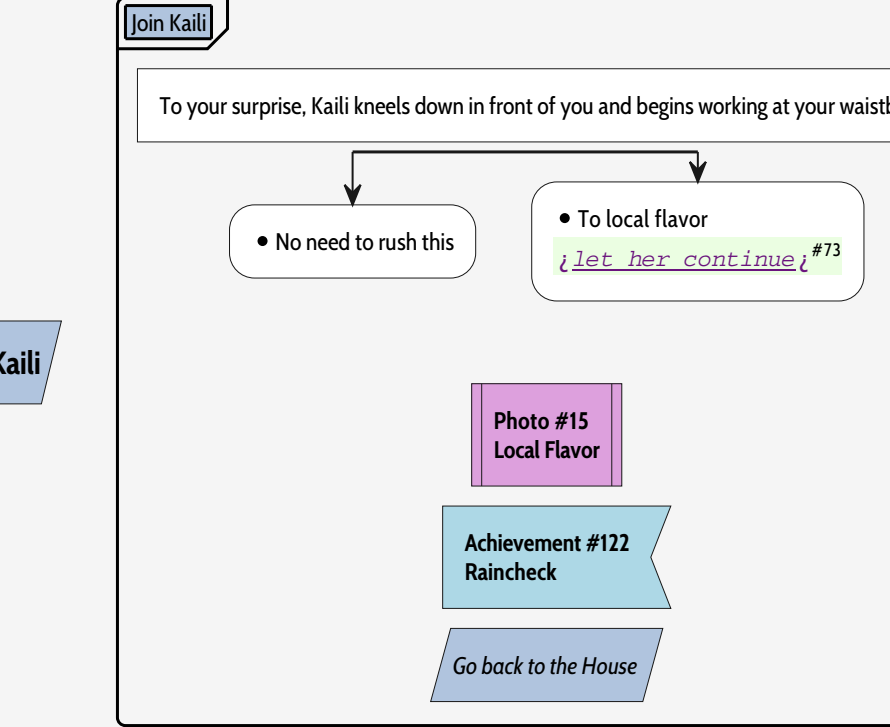 Join Kaili
To your surprise, Kaili kneels down in front of you and begins working at your waistb
• No need to rush this
• To local flavor
¿let her continue¿#73
Kaili
Photo #15
Local Flavor
Achievement #122
Raincheck
Go back to the House